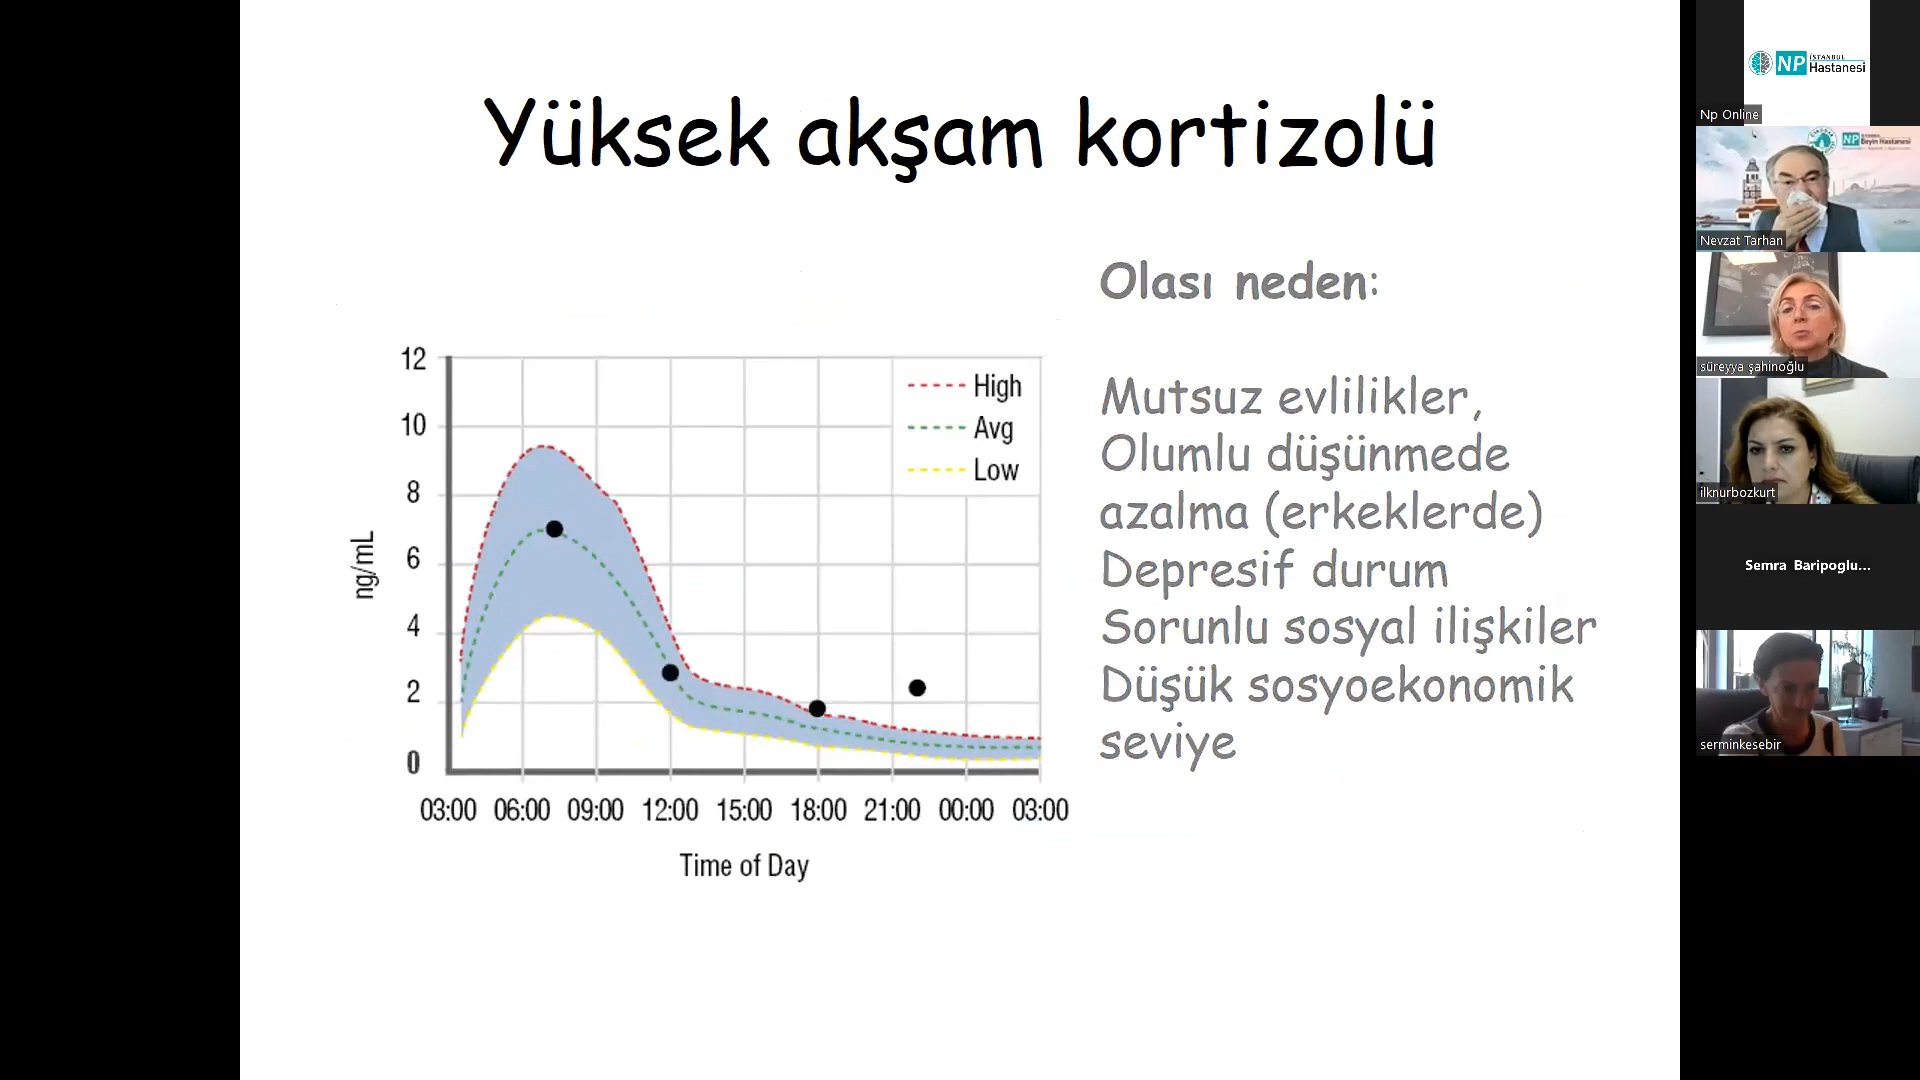 Yüksek akşam kortizolü
Olası neden:
Mutsuz evlilikler,
Olumlu düşünmede
azalma (erkeklerde)
Depresif durum
Sorunlu sosyal ilişkiler
Düşük sosyoekonomik
seviye
12
10
8
6
4
2
0
ng/mL
High
Avg
Low
03:00 06:00 09:00 12:00 15:00 18:00 21:00 00:00 03:00
Time of Day
NP İSTANBUL Hastanesi
Np Online
NP Beyin Hastanesi
Nevzat Tarhan
süreyya şahinoğlu
ilknurbozkurt
Semra Baripoglu...
serminkesebir